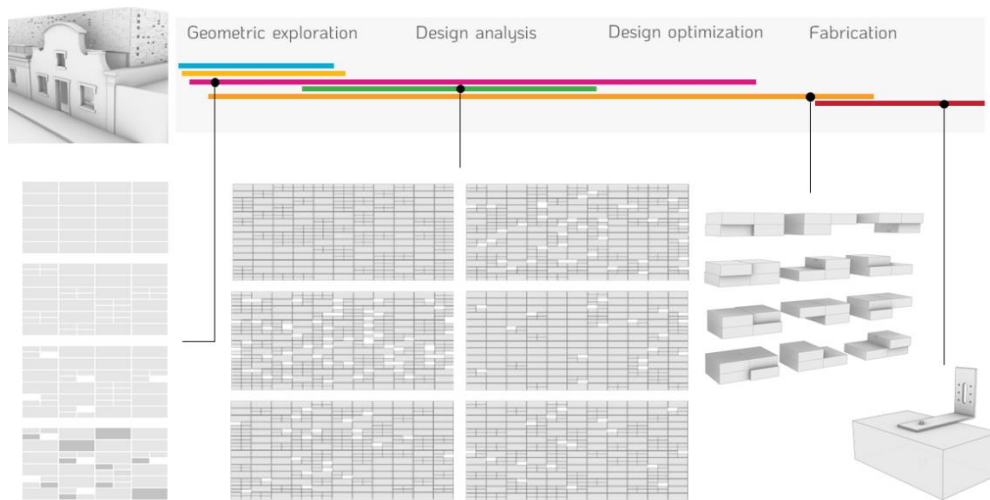 Geometric exploration
Design analysis
Design optimization
Fabrication